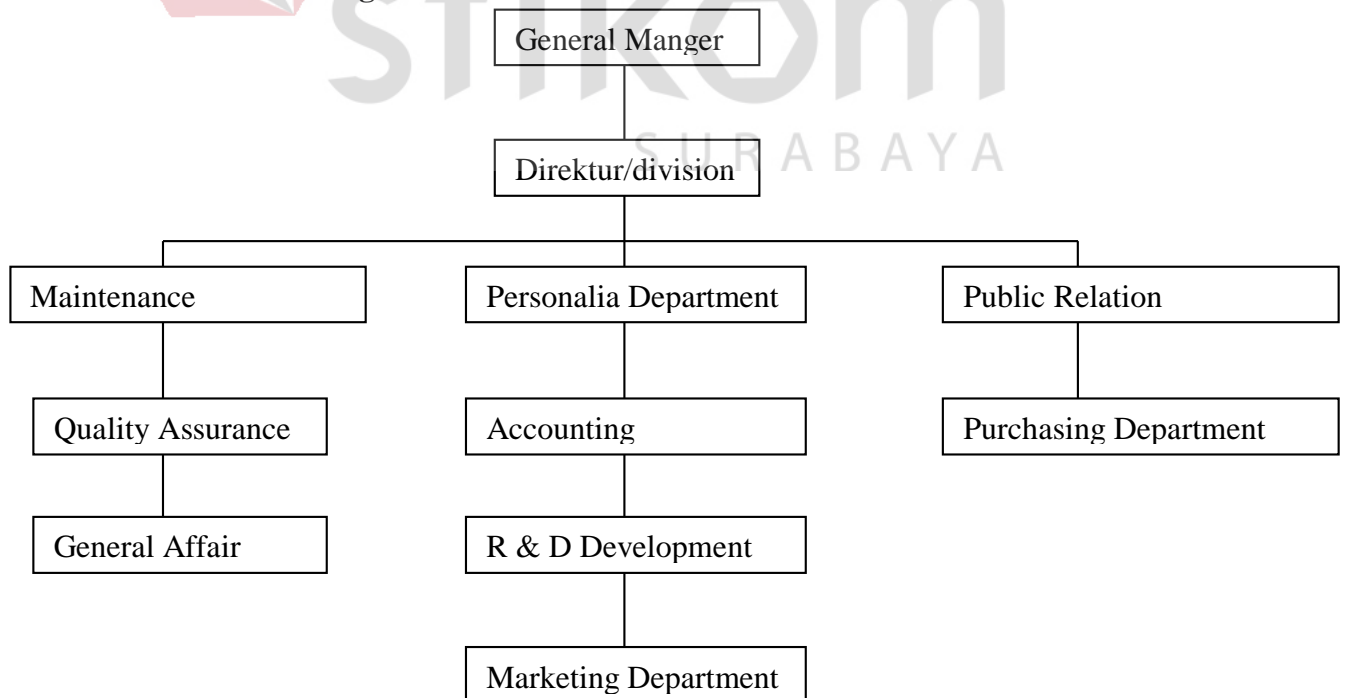 STIKOM
SURABAYA
General Manger
Direktur/division
Maintenance
Personalia Department
Public Relation
Quality Assurance
Accounting
Purchasing Department
General Affair
R & D Development
Marketing Department